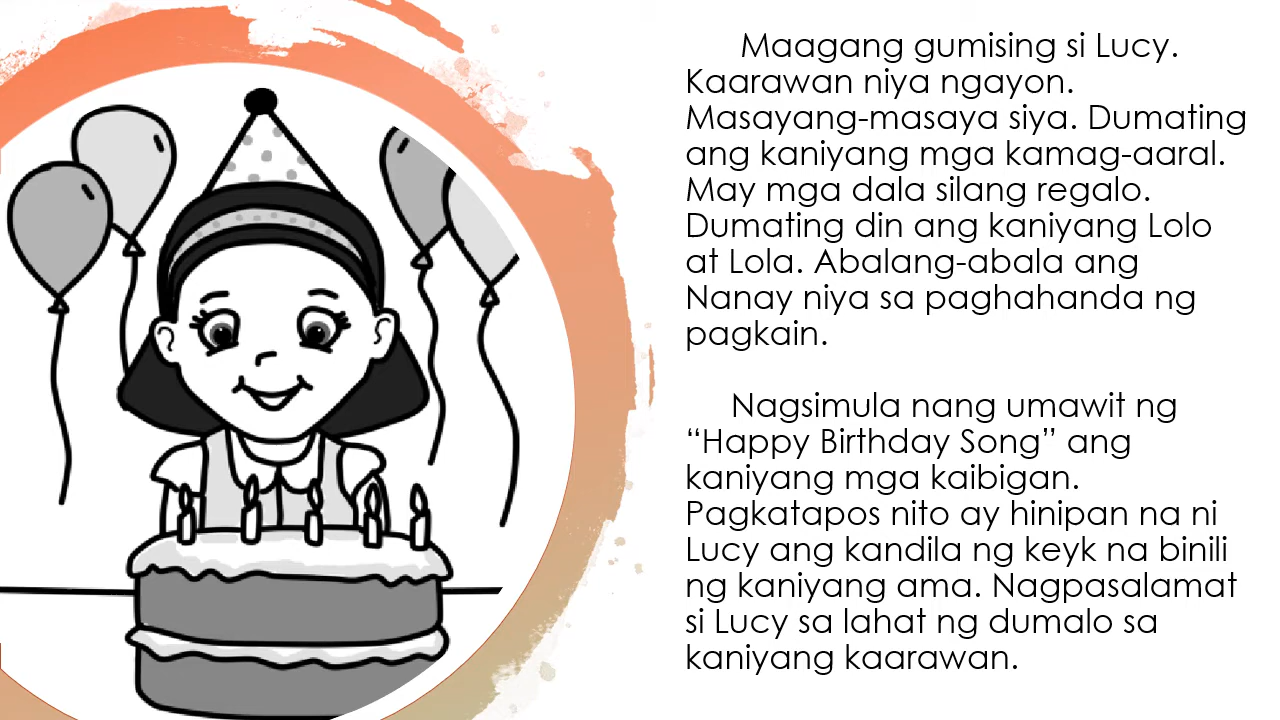 Maagang gumising si Lucy.
Kaarawan niya ngayon.
Masayang-masaya siya. Dumating
ang kaniyang mga kamag-aaral.
May mga dala silang regalo.
Dumating din ang kaniyang Lolo
at Lola. Abalang-abala ang
Nanay niya sa paghahanda ng
pagkain.
Nagsimula nang umawit ng
“Happy Birthday Song” ang
kaniyang mga kaibigan.
Pagkatapos nito ay hinipan na ni
Lucy ang kandila ng keyk na binili
ng kaniyang ama. Nagpasalamat
si Lucy sa lahat ng dumalo sa
kaniyang kaarawan.